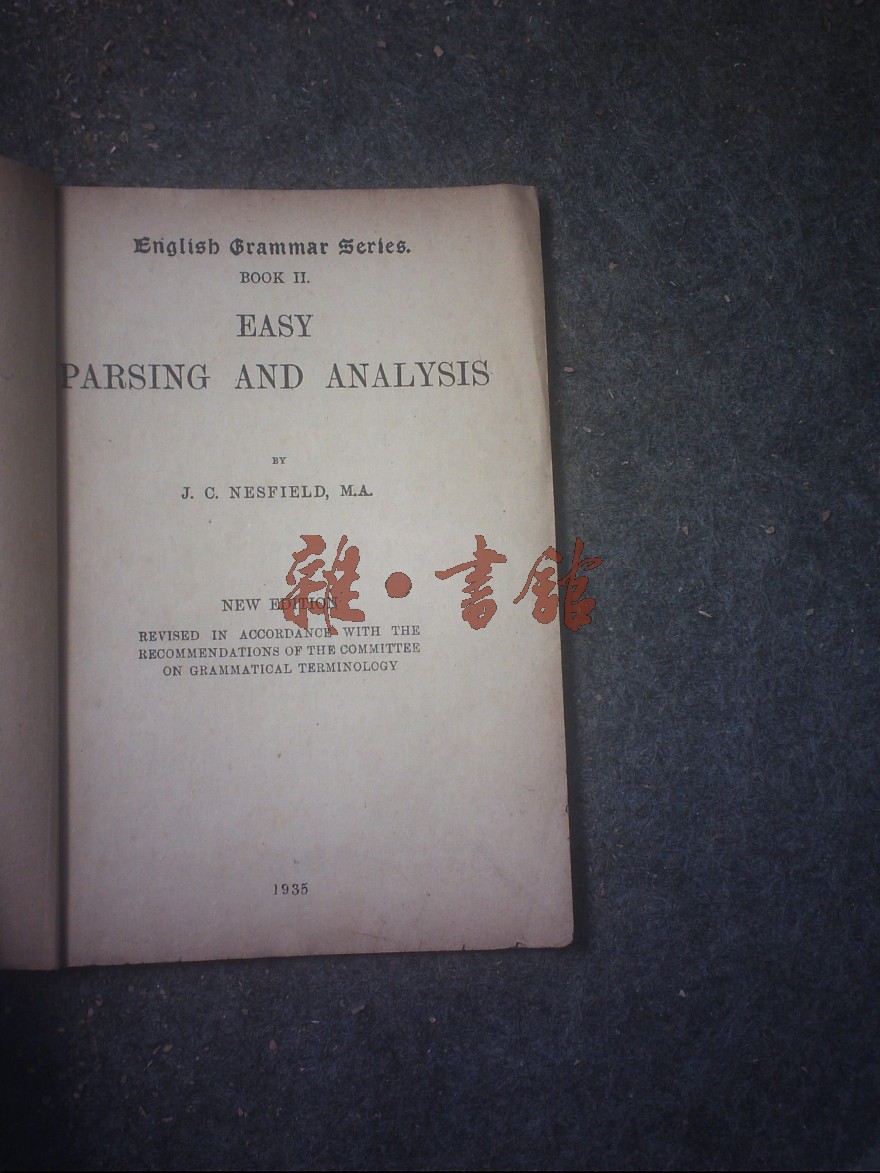 English Grammar Series.
BOOK II.
EASY
PARSING AND ANALYSIS
BY
J. C. NESFIELD, M.A.
雜·書館
NEW EDITION
REVISED IN ACCORDANCE WITH THE
RECOMMENDATIONS OF THE COMMITTEE
ON GRAMMATICAL TERMINOLOGY
1935